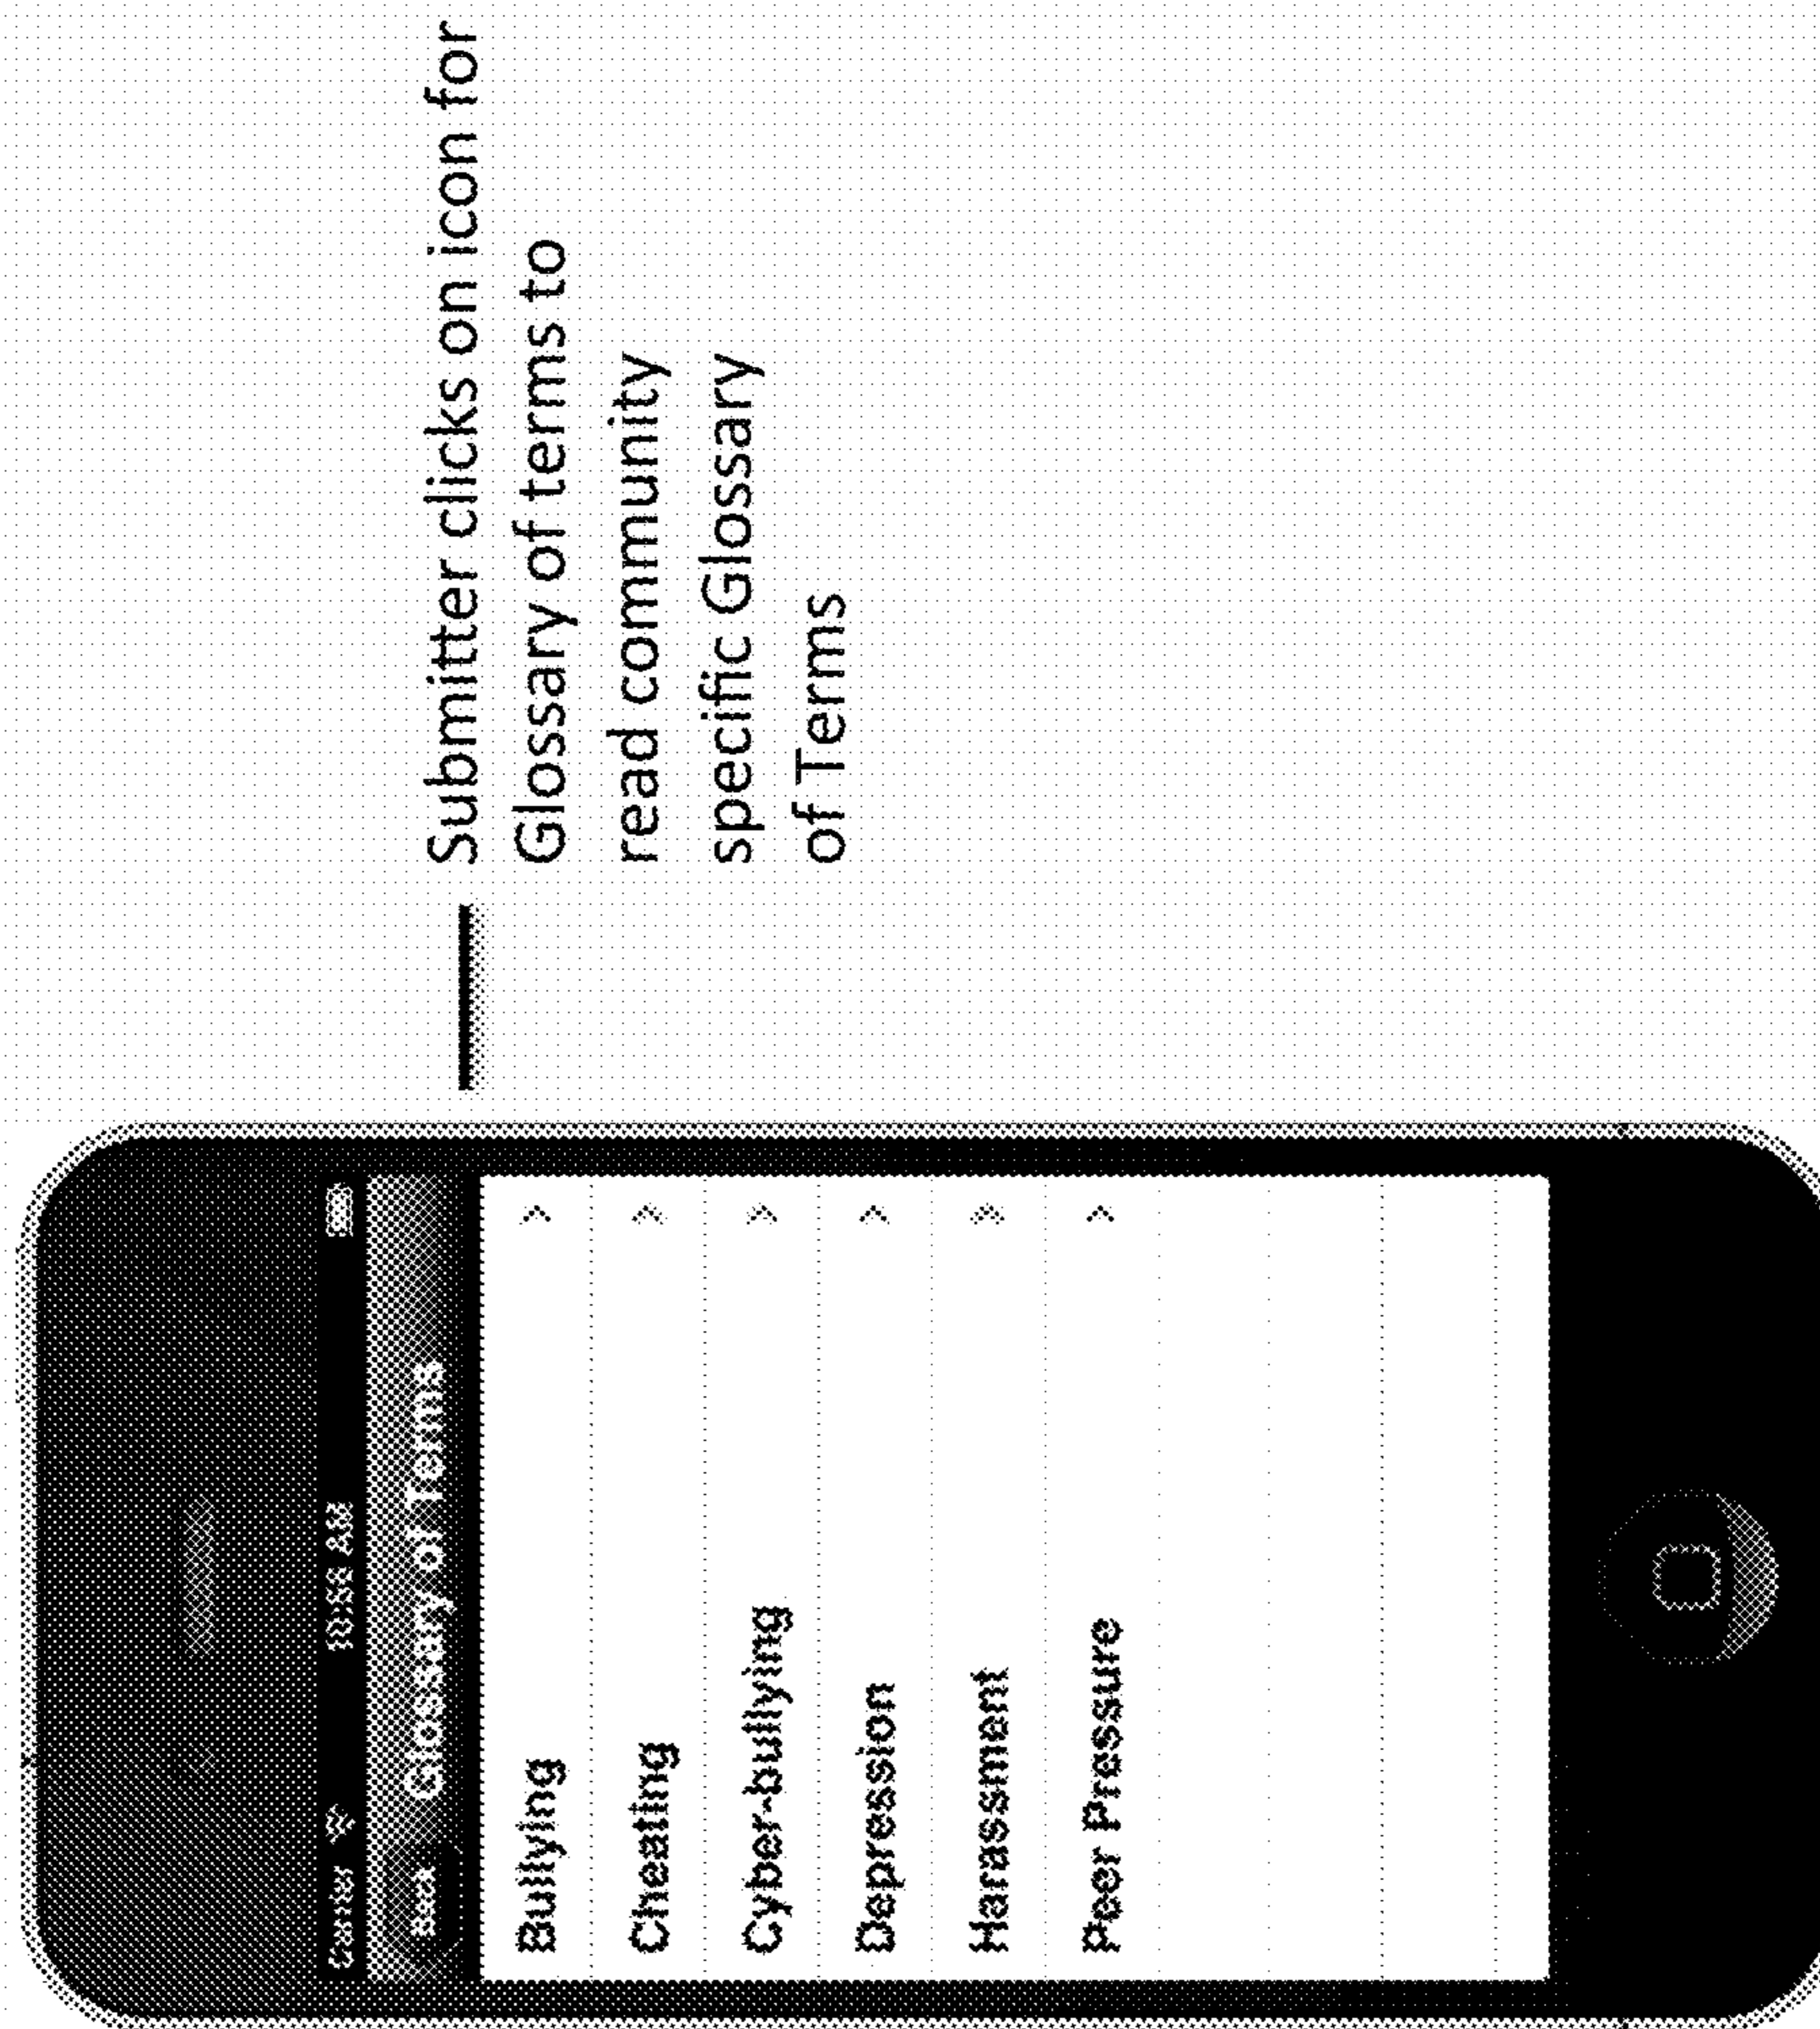 Carrier
10:58 AM
Back
Glossary of Terms
Bullying
Cheating
Cyber-bullying
Depression
Harassment
Peer Pressure
Submitter clicks on icon for
Glossary of terms to
read community
specific Glossary
of Terms